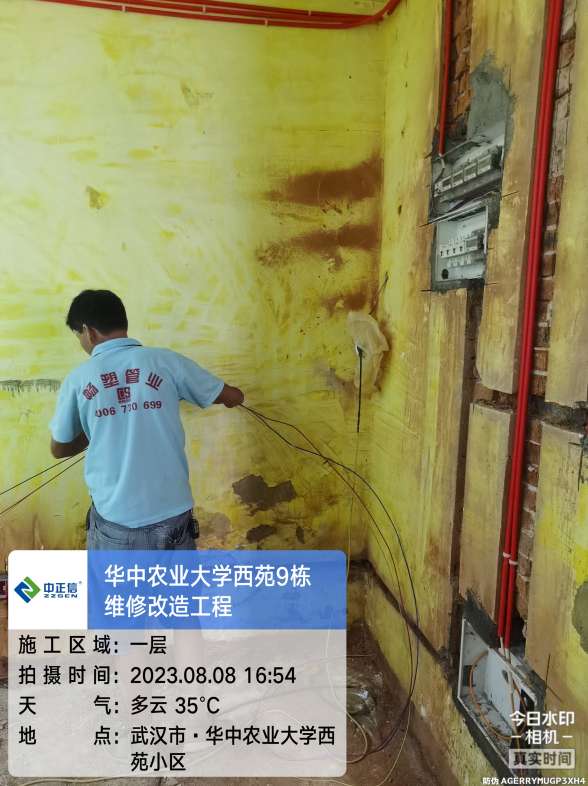 畅塑管业
4006 730 699
中正信
ZZSEN
华中农业大学西苑9栋
维修改造工程
施工区域：一层
拍摄时间：2023.08.08 16:54
天气：多云 35℃
地点：武汉市·华中农业大学西
苑小区
今日水印
相机
真实时间
防伪 AGERRYMUGP3XH4